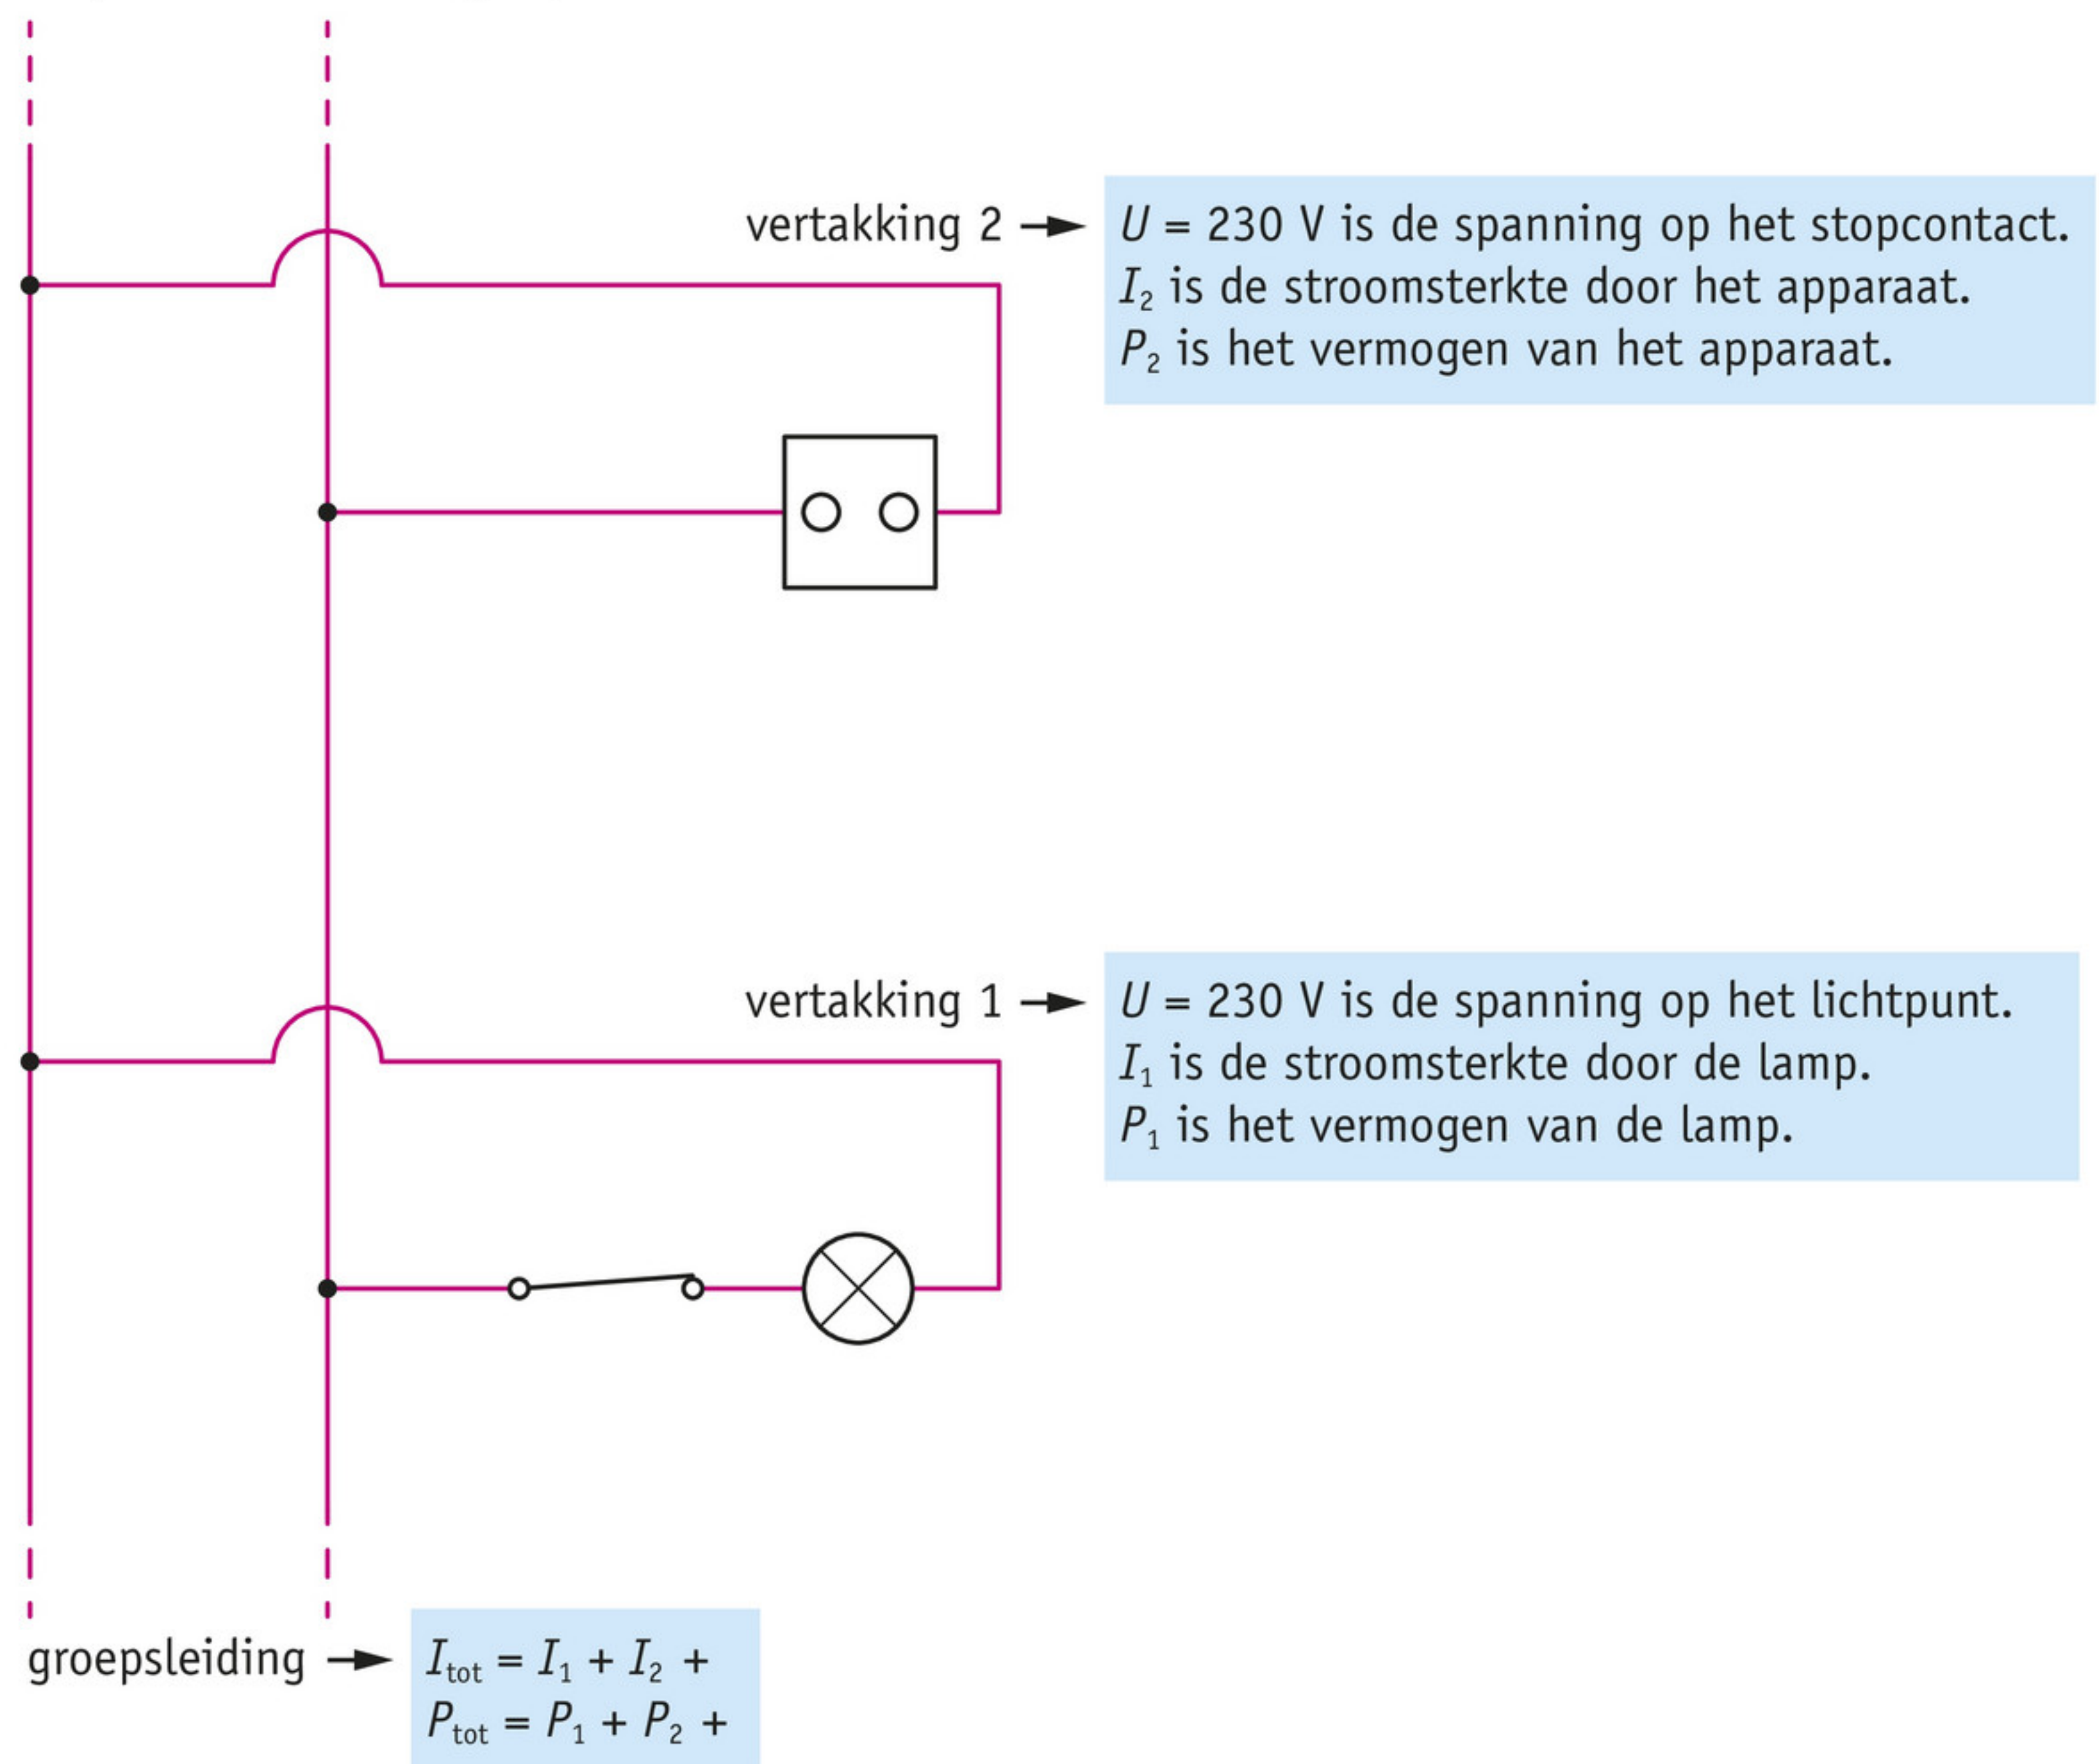 vertakking 2
U = 230 V is de spanning op het stopcontact.
I₂ is de stroomsterkte door het apparaat.
P₂ is het vermogen van het apparaat.
vertakking 1
U = 230 V is de spanning op het lichtpunt.
I₁ is de stroomsterkte door de lamp.
P₁ is het vermogen van de lamp.
groepsleiding
Itot = I₁ + I₂ +
Ptot = P₁ + P₂ +